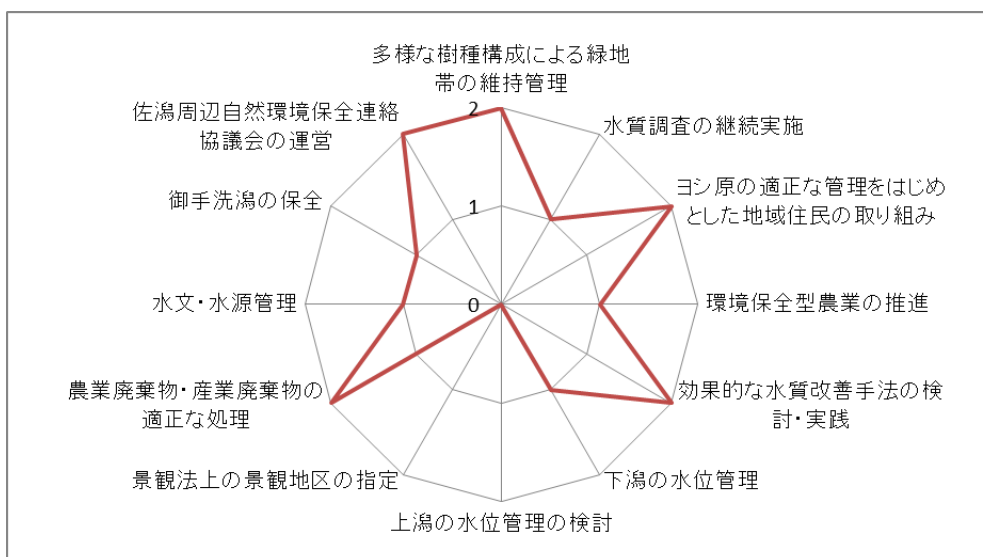 多様な樹種構成による緑地
帯の維持管理
水質調査の継続実施
ヨシ原の適正な管理をはじめ
とした地域住民の取り組み
環境保全型農業の推進
効果的な水質改善手法の検
討・実践
下潟の水位管理
上潟の水位管理の検討
景観法上の景観地区の指定
農業廃棄物・産業廃棄物の
適正な処理
水文・水源管理
御手洗潟の保全
佐潟周辺自然環境保全連絡
協議会の運営
2
1
0